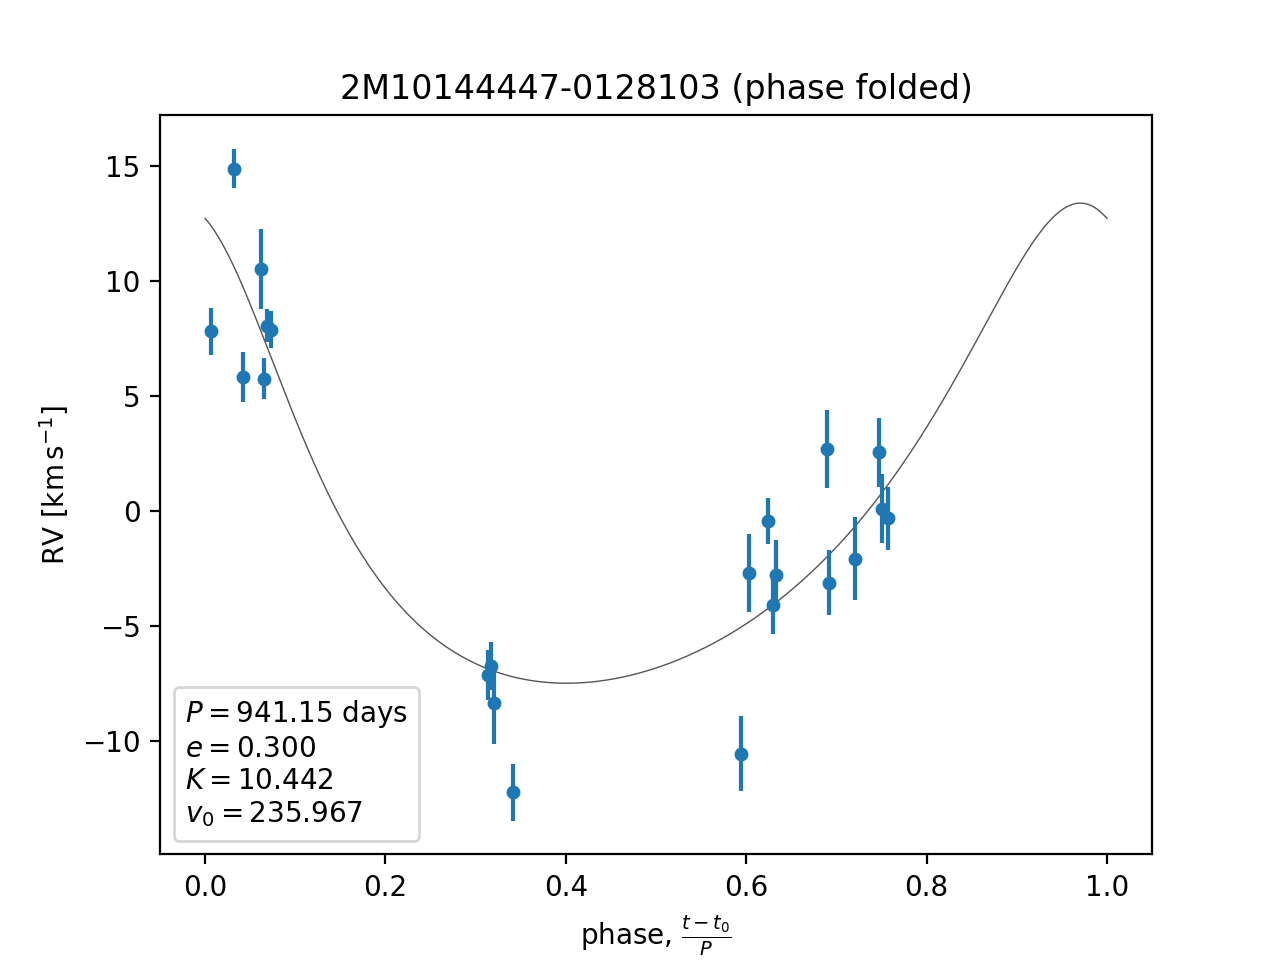 2M10144447-0128103 (phase folded)
RV [km s⁻¹]
15
10
5
0
−5
−10
P = 941.15 days
e = 0.300
K = 10.442
v₀ = 235.967
0.0 0.2 0.4 0.6 0.8 1.0
phase, (t − t₀)/P